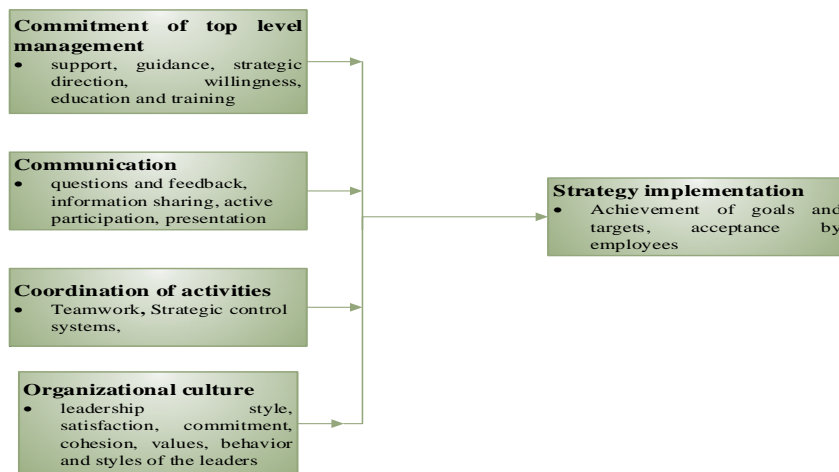 Commitment of top level
management
• support, guidance, strategic
direction, willingness,
education and training
Communication
• questions and feedback,
information sharing, active
participation, presentation
Coordination of activities
• Teamwork, Strategic control
systems,
Organizational culture
• leadership style,
satisfaction, commitment,
cohesion, values, behavior
and styles of the leaders
Strategy implementation
• Achievement of goals and
targets, acceptance by
employees